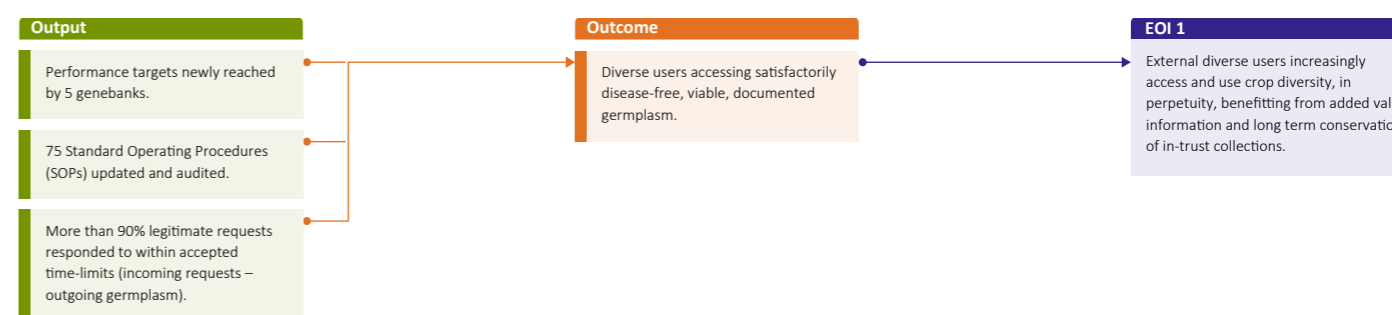 Output
Performance targets newly reached
by 5 genebanks.
75 Standard Operating Procedures
(SOPs) updated and audited.
More than 90% legitimate requests
responded to within accepted
time-limits (incoming requests –
outgoing germplasm).
Outcome
Diverse users accessing satisfactorily
disease-free, viable, documented
germplasm.
EOI 1
External diverse users increasingly
access and use crop diversity, in
perpetuity, benefitting from added
information and long term
of in-trust collections.